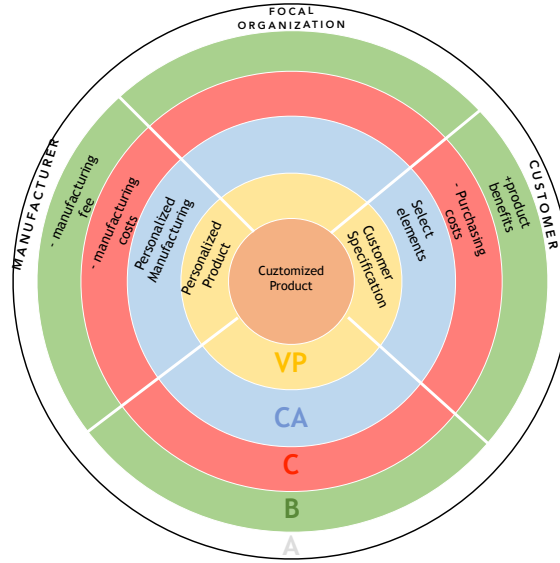 FOCAL
ORGANIZATION
MANUFACTURER
- manufacturing
fee
- manufacturing
costs
Personalized
Manufacturing
Personalized
Product
Cuztomized
Product
Customer
Specification
Select
elements
- Purchasing
costs
+product
benefits
CUSTOMER
VP
CA
C
B
A